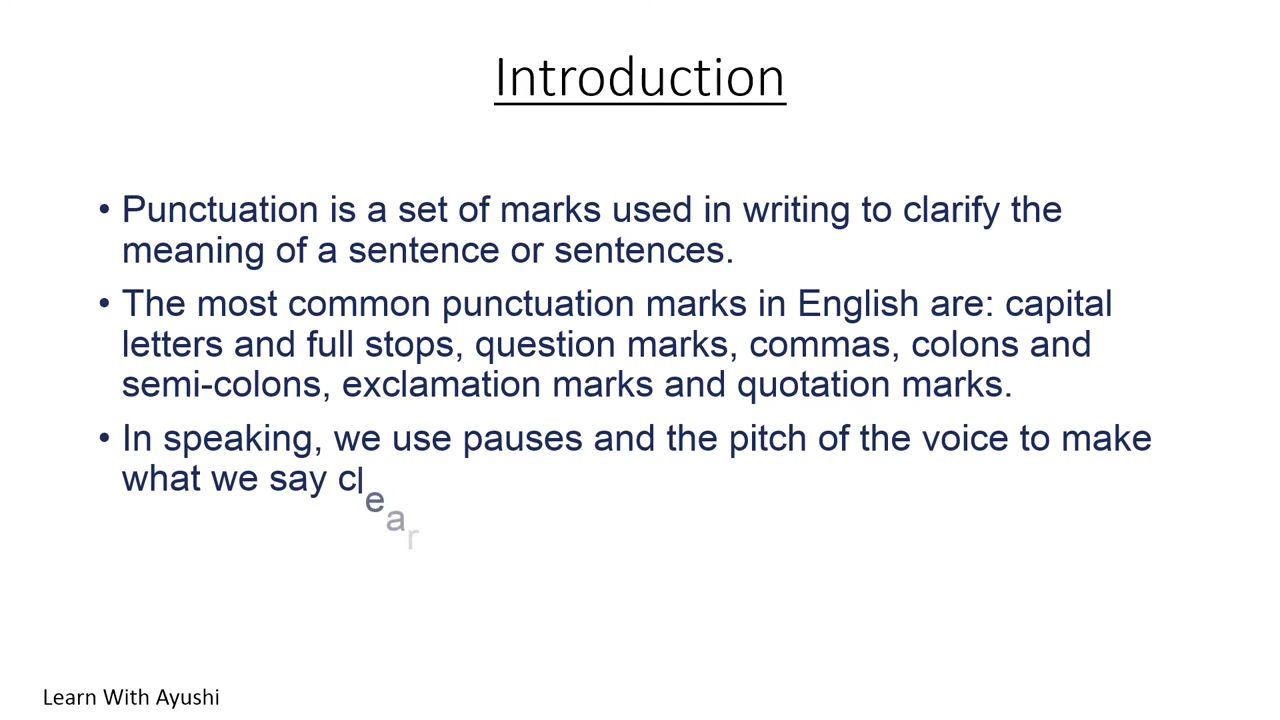 Introduction
• Punctuation is a set of marks used in writing to clarify the
meaning of a sentence or sentences.
• The most common punctuation marks in English are: capital
letters and full stops, question marks, commas, colons and
semi-colons, exclamation marks and quotation marks.
• In speaking, we use pauses and the pitch of the voice to make
what we say clear
Learn With Ayushi